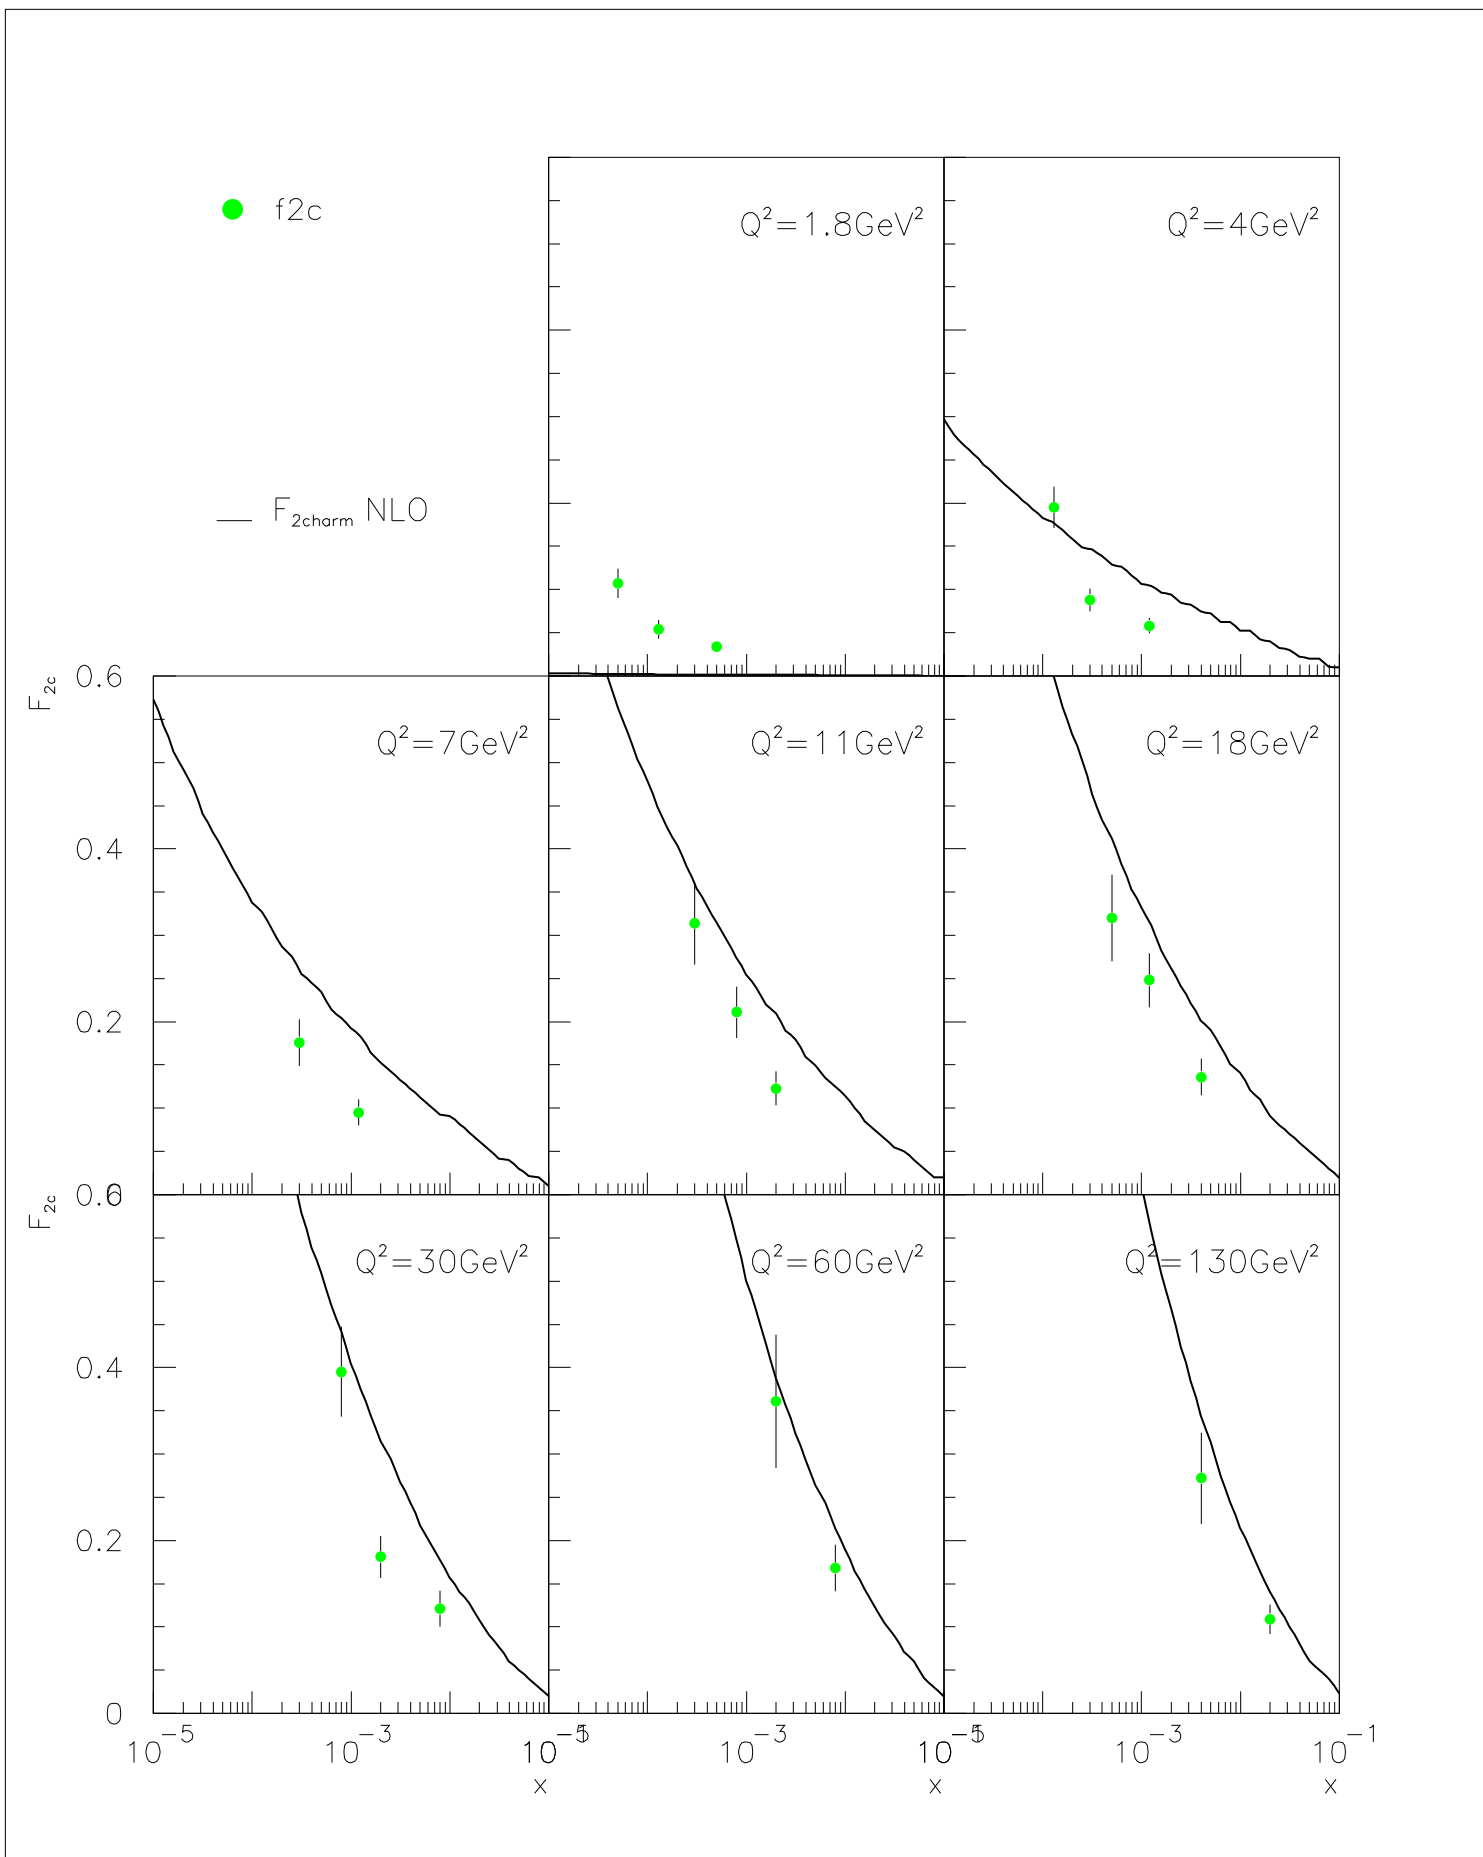 f2c
Q²=1.8GeV²
Q²=4GeV²
F₂charm NLO
F₂c
0.6
0.4
0.2
0
Q²=7GeV²
Q²=11GeV²
Q²=18GeV²
F₂c
0.6
0.4
0.2
0
Q²=30GeV²
Q²=60GeV²
Q²=130GeV²
10⁻⁵ 10⁻³ 10⁻⁵ 10⁻³ 10⁻⁵ 10⁻³ 10⁻¹
x x x